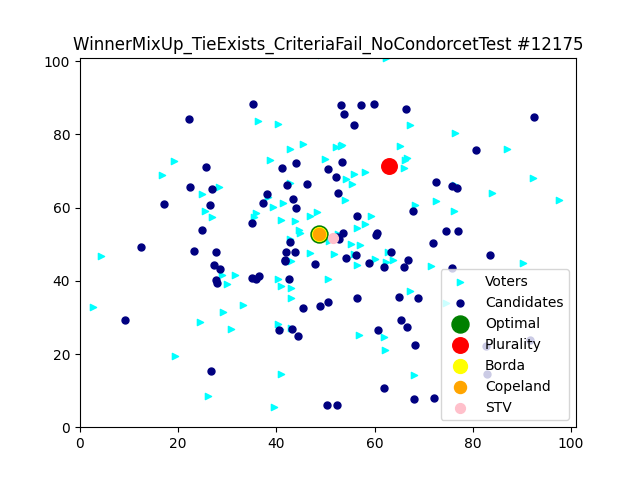 WinnerMixUp_TieExists_CriteriaFail_NoCondorcetTest #12175
100
80
60
40
20
0
0 20 40 60 80 100
Voters
Candidates
Optimal
Plurality
Borda
Copeland
STV